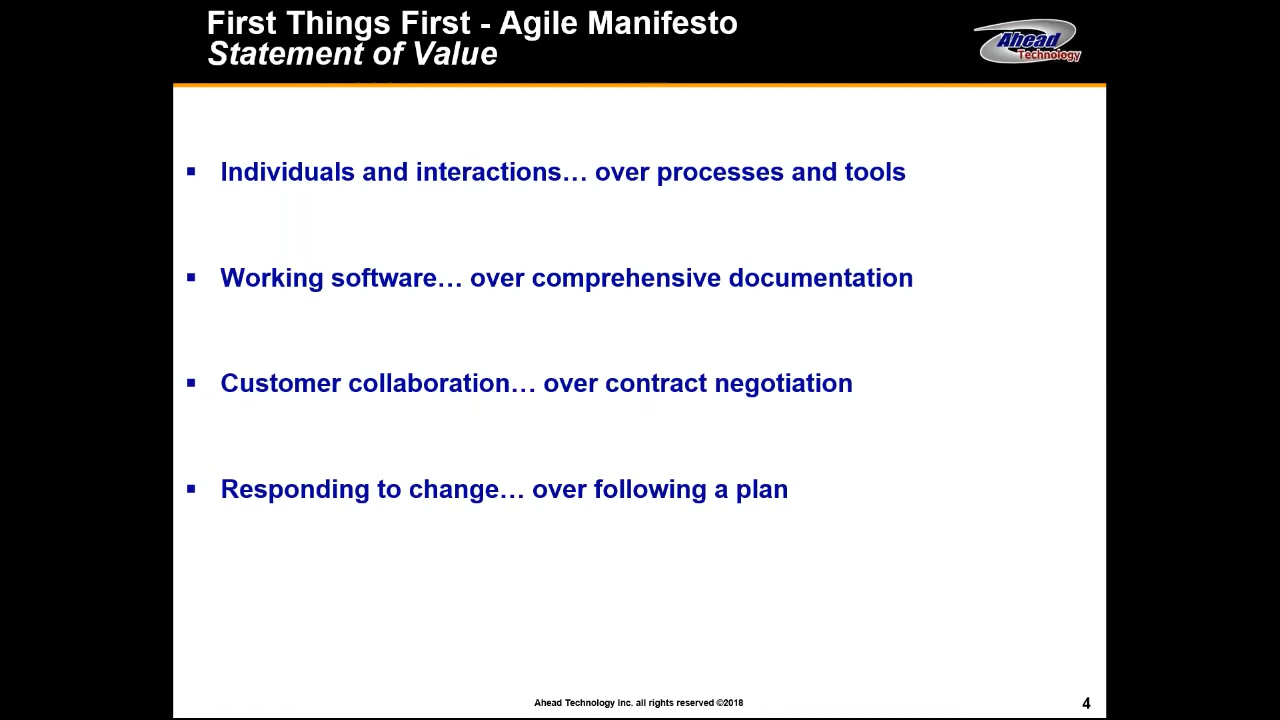 First Things First - Agile Manifesto
Statement of Value
Ahead
Technology
▪ Individuals and interactions… over processes and tools
▪ Working software… over comprehensive documentation
▪ Customer collaboration… over contract negotiation
▪ Responding to change… over following a plan
Ahead Technology Inc. all rights reserved ©2018
4